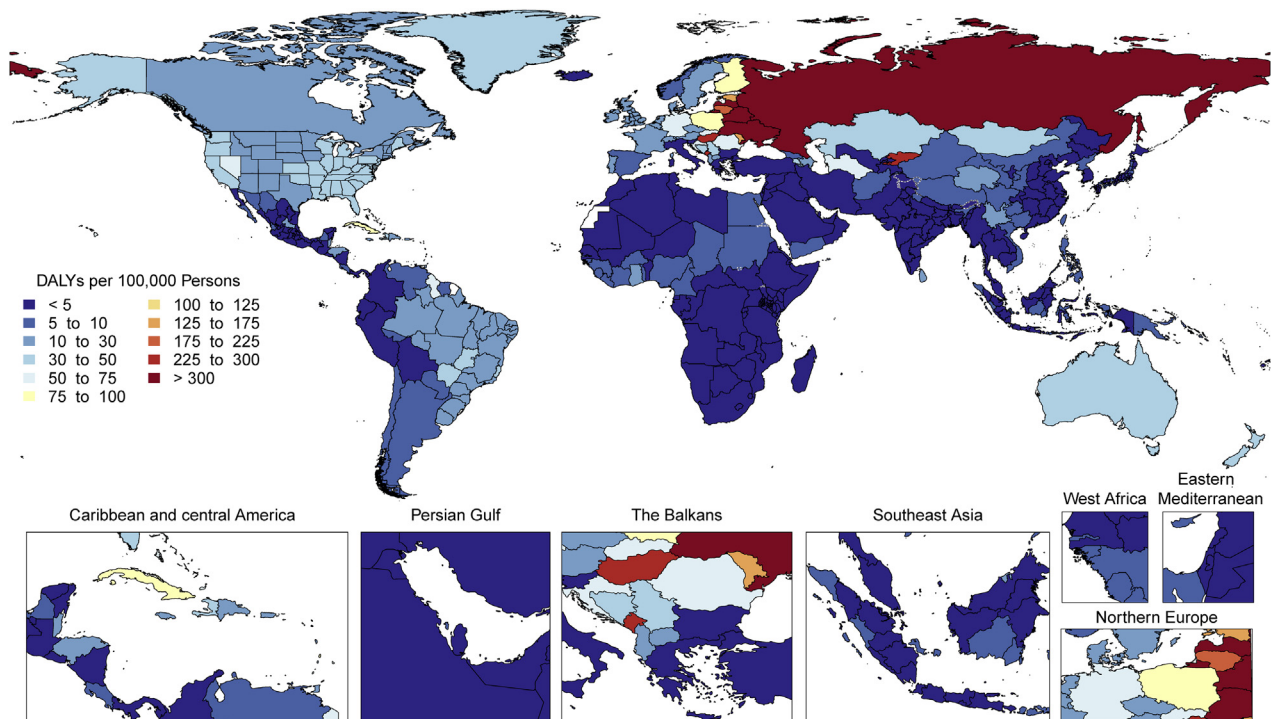 DALYs per 100,000 Persons
< 5
5 to 10
10 to 30
30 to 50
50 to 75
75 to 100
100 to 125
125 to 175
175 to 225
225 to 300
> 300
Caribbean and central America
Persian Gulf
The Balkans
Southeast Asia
West Africa
Eastern
Mediterranean
Northern Europe